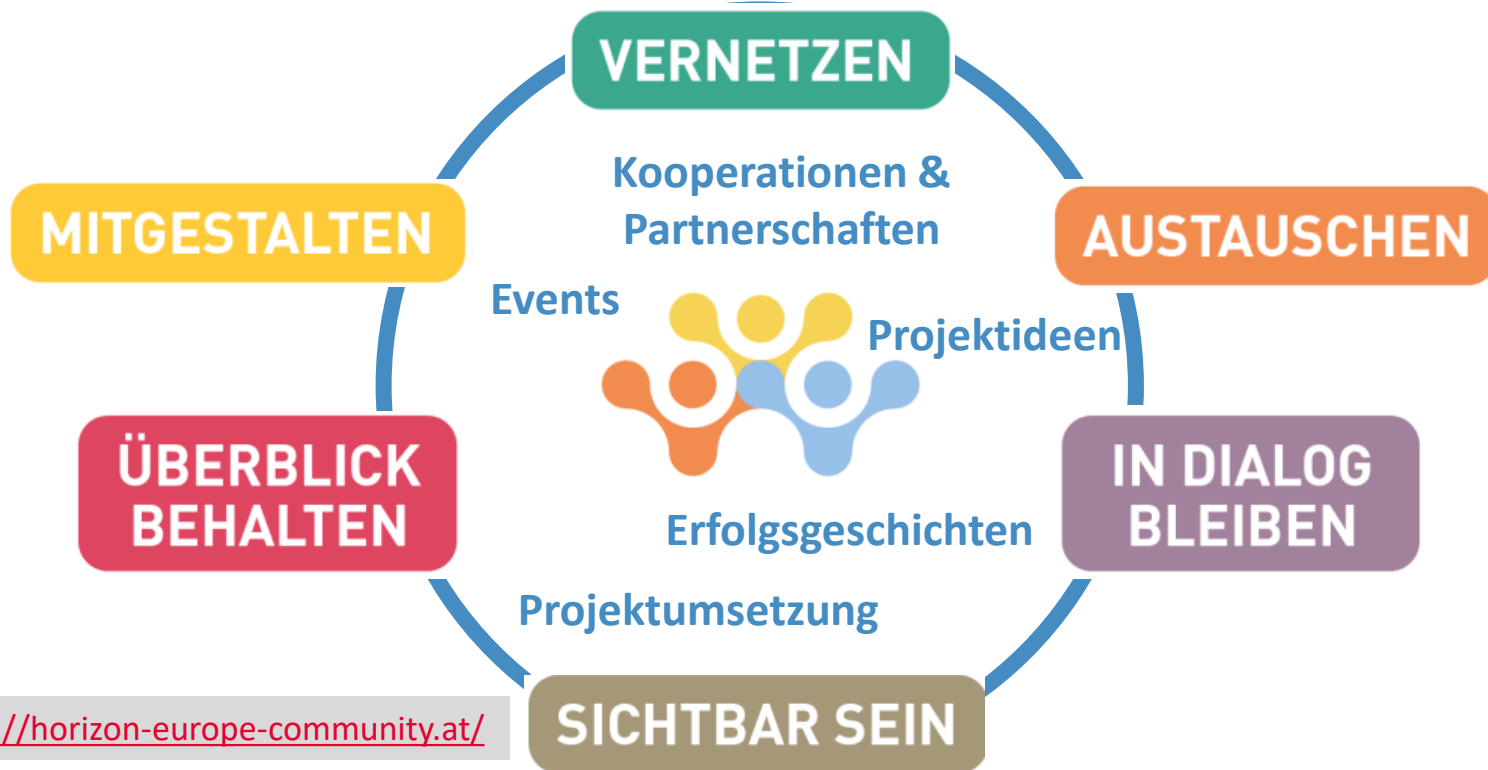 VERNETZEN
Kooperationen &
Partnerschaften
MITGESTALTEN
AUSTAUSCHEN
Events
Projektideen
ÜBERBLICK
BEHALTEN
IN DIALOG
BLEIBEN
Erfolgsgeschichten
Projektumsetzung
SICHTBAR SEIN
//horizon-europe-community.at/